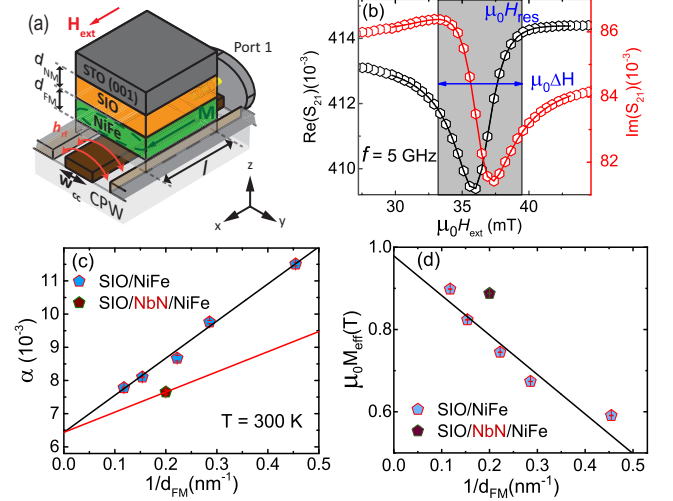 (a)
H_ext
Port 1
d_NM
d_FM
STO (001)
SIO
NiFe
M
h_rf
w_cc
CPW
l
z
x
y
(b)
μ₀H_res
μ₀ΔH
f = 5 GHz
Re(S₂₁)(10⁻³)
414
412
410
Im(S₂₁)(10⁻³)
86
84
82
30 35 40
μ₀H_ext (mT)
(c)
SIO/NiFe
SIO/NbN/NiFe
T = 300 K
α (10⁻³)
11
10
9
8
7
6
0.0 0.1 0.2 0.3 0.4 0.5
1/d_FM(nm⁻¹)
(d)
SIO/NiFe
SIO/NbN/NiFe
μ₀M_eff(T)
1.0
0.8
0.6
0.0 0.1 0.2 0.3 0.4 0.5
1/d_FM(nm⁻¹)